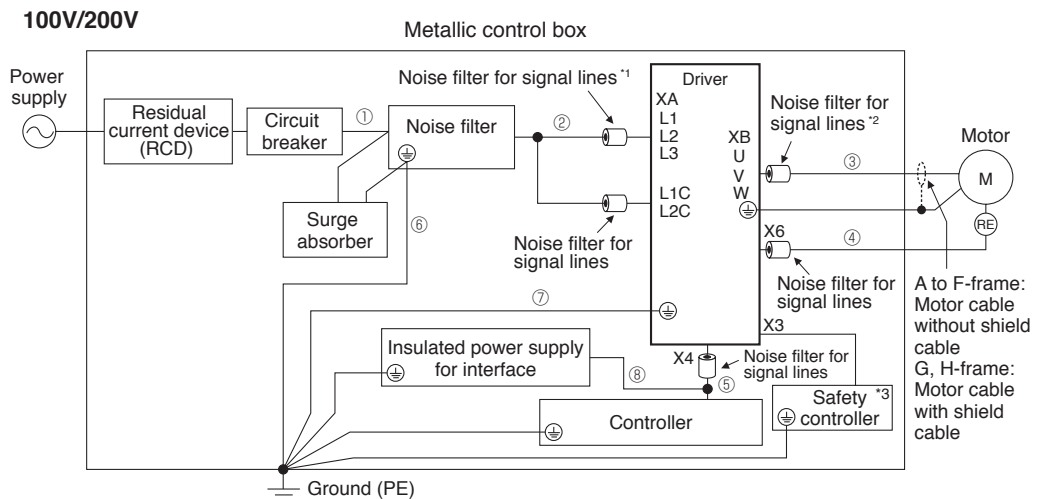 100V/200V
Metallic control box
Power
supply
Residual
current device
(RCD)
Circuit
breaker
①
Noise filter
②
Noise filter for signal lines *1
Driver
XA
L1
L2
L3
L1C
L2C
XB
U
V
W
X6
X3
X4
Noise filter for
signal lines *2
③
Motor
M
RE
④
Surge
absorber
⑥
Noise filter for
signal lines
Noise filter for
signal lines
A to F-frame:
Motor cable
without shield
cable
G, H-frame:
Motor cable
with shield
cable
⑦
Insulated power supply
for interface
⑧
Noise filter for
signal lines
⑤
Controller
Safety *3
controller
Ground (PE)